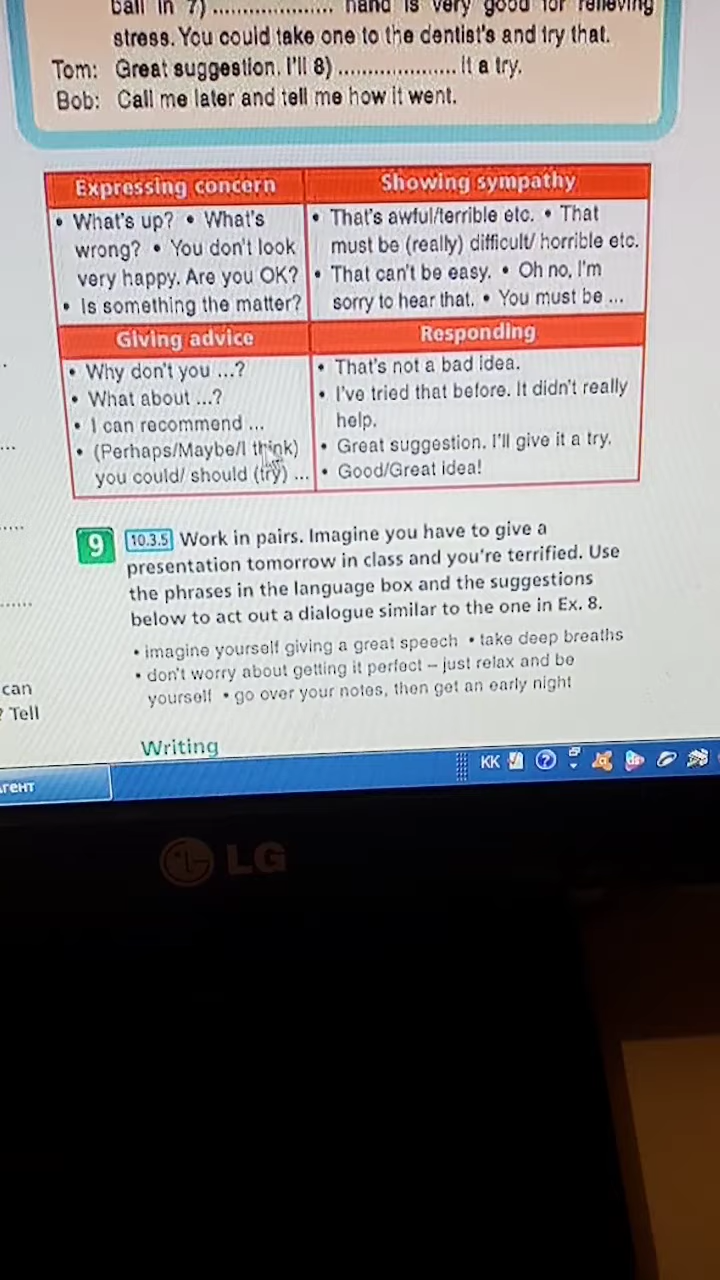 ball in 7) .................... hand is very good for relieving
stress. You could take one to the dentist's and try that.
Tom: Great suggestion. I'll 8) .................... it a try.
Bob: Call me later and tell me how it went.
Expressing concern
• What's up? • What's
wrong? • You don't look
very happy. Are you OK?
• Is something the matter?
Showing sympathy
• That's awful/terrible etc. • That
must be (really) difficult/ horrible etc.
• That can't be easy. • Oh no, I'm
sorry to hear that. • You must be ...
Giving advice
• Why don't you ...?
• What about ...?
• I can recommend ...
• (Perhaps/Maybe/I think)
you could/ should (try) ...
Responding
• That's not a bad idea.
• I've tried that before. It didn't really
help.
• Great suggestion. I'll give it a try.
• Good/Great idea!
9 10.3.5 Work in pairs. Imagine you have to give a
presentation tomorrow in class and you're terrified. Use
the phrases in the language box and the suggestions
below to act out a dialogue similar to the one in Ex. 8.
• imagine yourself giving a great speech • take deep breaths
• don't worry about getting it perfect – just relax and be
yourself • go over your notes, then get an early night
can
? Tell
Writing
KK
LG